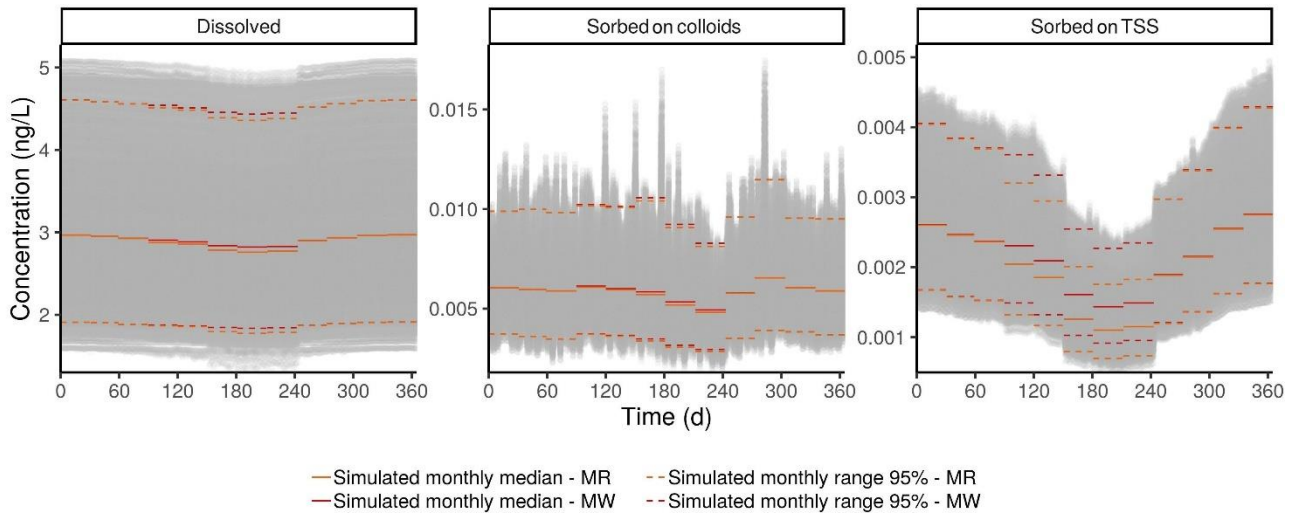 Dissolved
Sorbed on colloids
Sorbed on TSS
Concentration (ng/L)
5
4
3
2
0.015
0.010
0.005
0.005
0.004
0.003
0.002
0.001
0 60 120 180 240 300 360
0 60 120 180 240 300 360
0 60 120 180 240 300 360
Time (d)
Simulated monthly median - MR
Simulated monthly range 95% - MR
Simulated monthly median - MW
Simulated monthly range 95% - MW